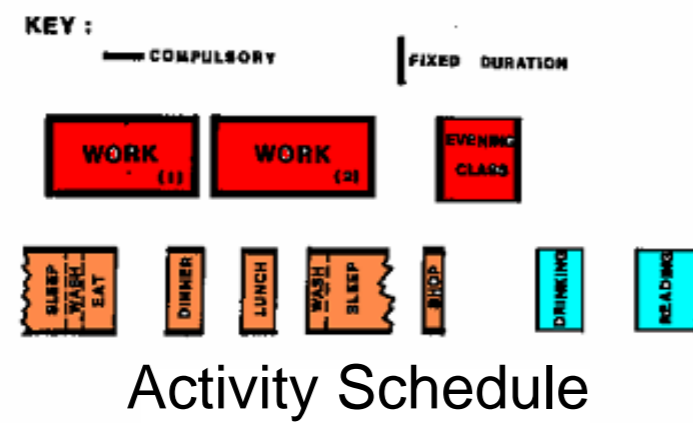 KEY :
COMPULSORY
FIXED DURATION
WORK
(1)
WORK
(2)
EVENING
CLASS
SLEEP
WASH
EAT
DINNER
LUNCH
WASH
SLEEP
SHOP
DRINKING
READING
Activity Schedule